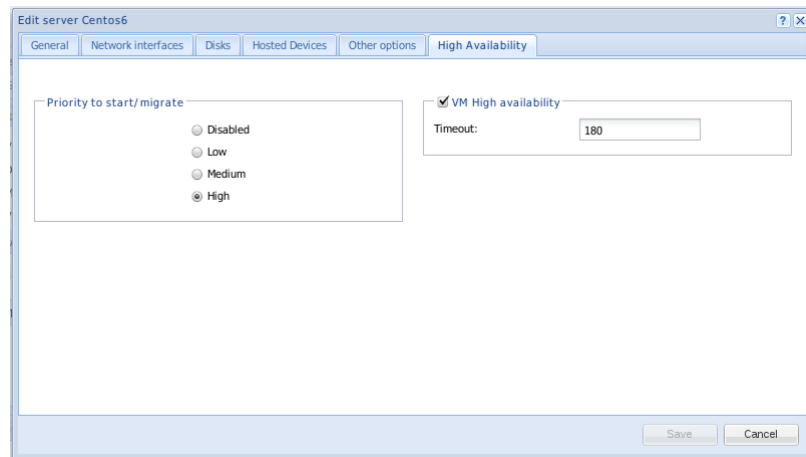 Edit server Centos6
General Network interfaces Disks Hosted Devices Other options High Availability
Priority to start/migrate
Disabled
Low
Medium
High
VM High availability
Timeout: 180
Save Cancel